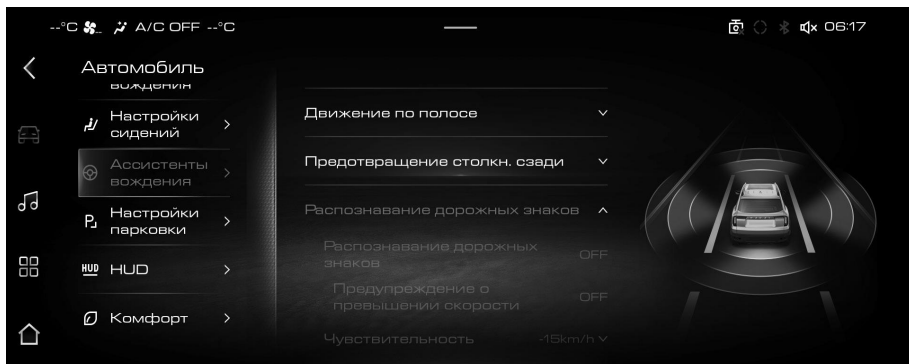 --°C A/C OFF --°C
06:17
Автомобиль
вождения
Настройки
сидений
Ассистенты
вождения
Настройки
парковки
HUD HUD
Комфорт
Движение по полосе
Предотвращение столкн. сзади
Распознавание дорожных знаков
Распознавание дорожных
знаков
OFF
Предупреждение о
превышении скорости
OFF
Чувствительность
-15km/h